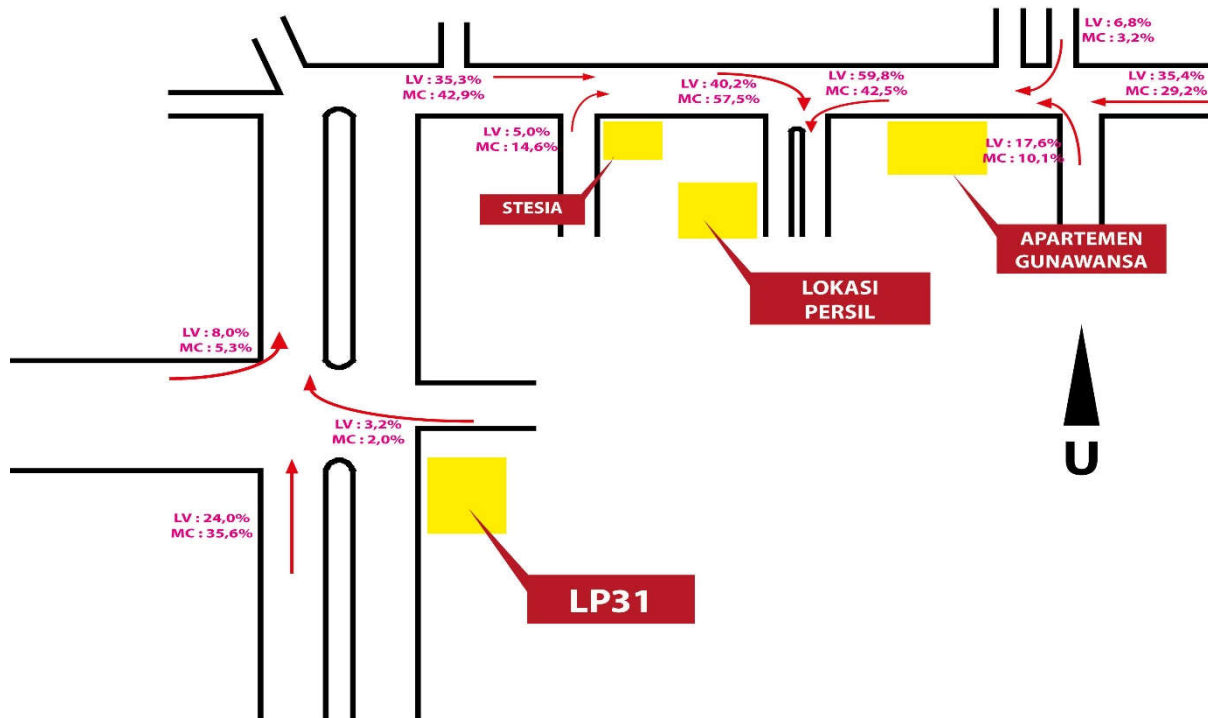 LV : 6,8%
MC : 3,2%
LV : 35,3%
MC : 42,9%
LV : 40,2%
MC : 57,5%
LV : 59,8%
MC : 42,5%
LV : 35,4%
MC : 29,2%
LV : 5,0%
MC : 14,6%
LV : 17,6%
MC : 10,1%
STESIA
APARTEMEN
GUNAWANSA
LOKASI
PERSIL
LV : 8,0%
MC : 5,3%
LV : 3,2%
MC : 2,0%
U
LV : 24,0%
MC : 35,6%
LP31